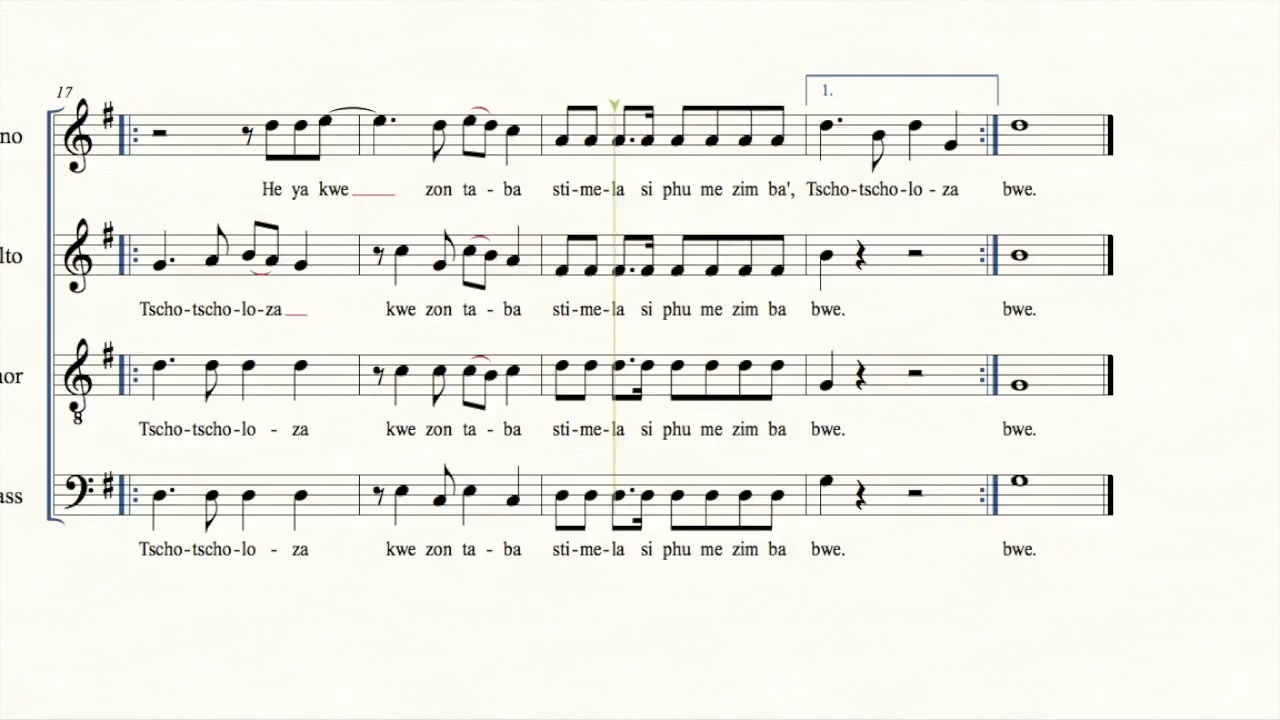 17
1.
no
He ya kwe zon ta - ba sti-me-la si phu me zim ba', Tscho-tscho-lo - za bwe.
lto
Tscho-tscho-lo-za kwe zon ta - ba sti-me-la si phu me zim ba bwe. bwe.
nor
8
Tscho-tscho-lo - za kwe zon ta - ba sti-me-la si phu me zim ba bwe. bwe.
ass
Tscho-tscho-lo - za kwe zon ta - ba sti-me-la si phu me zim ba bwe. bwe.